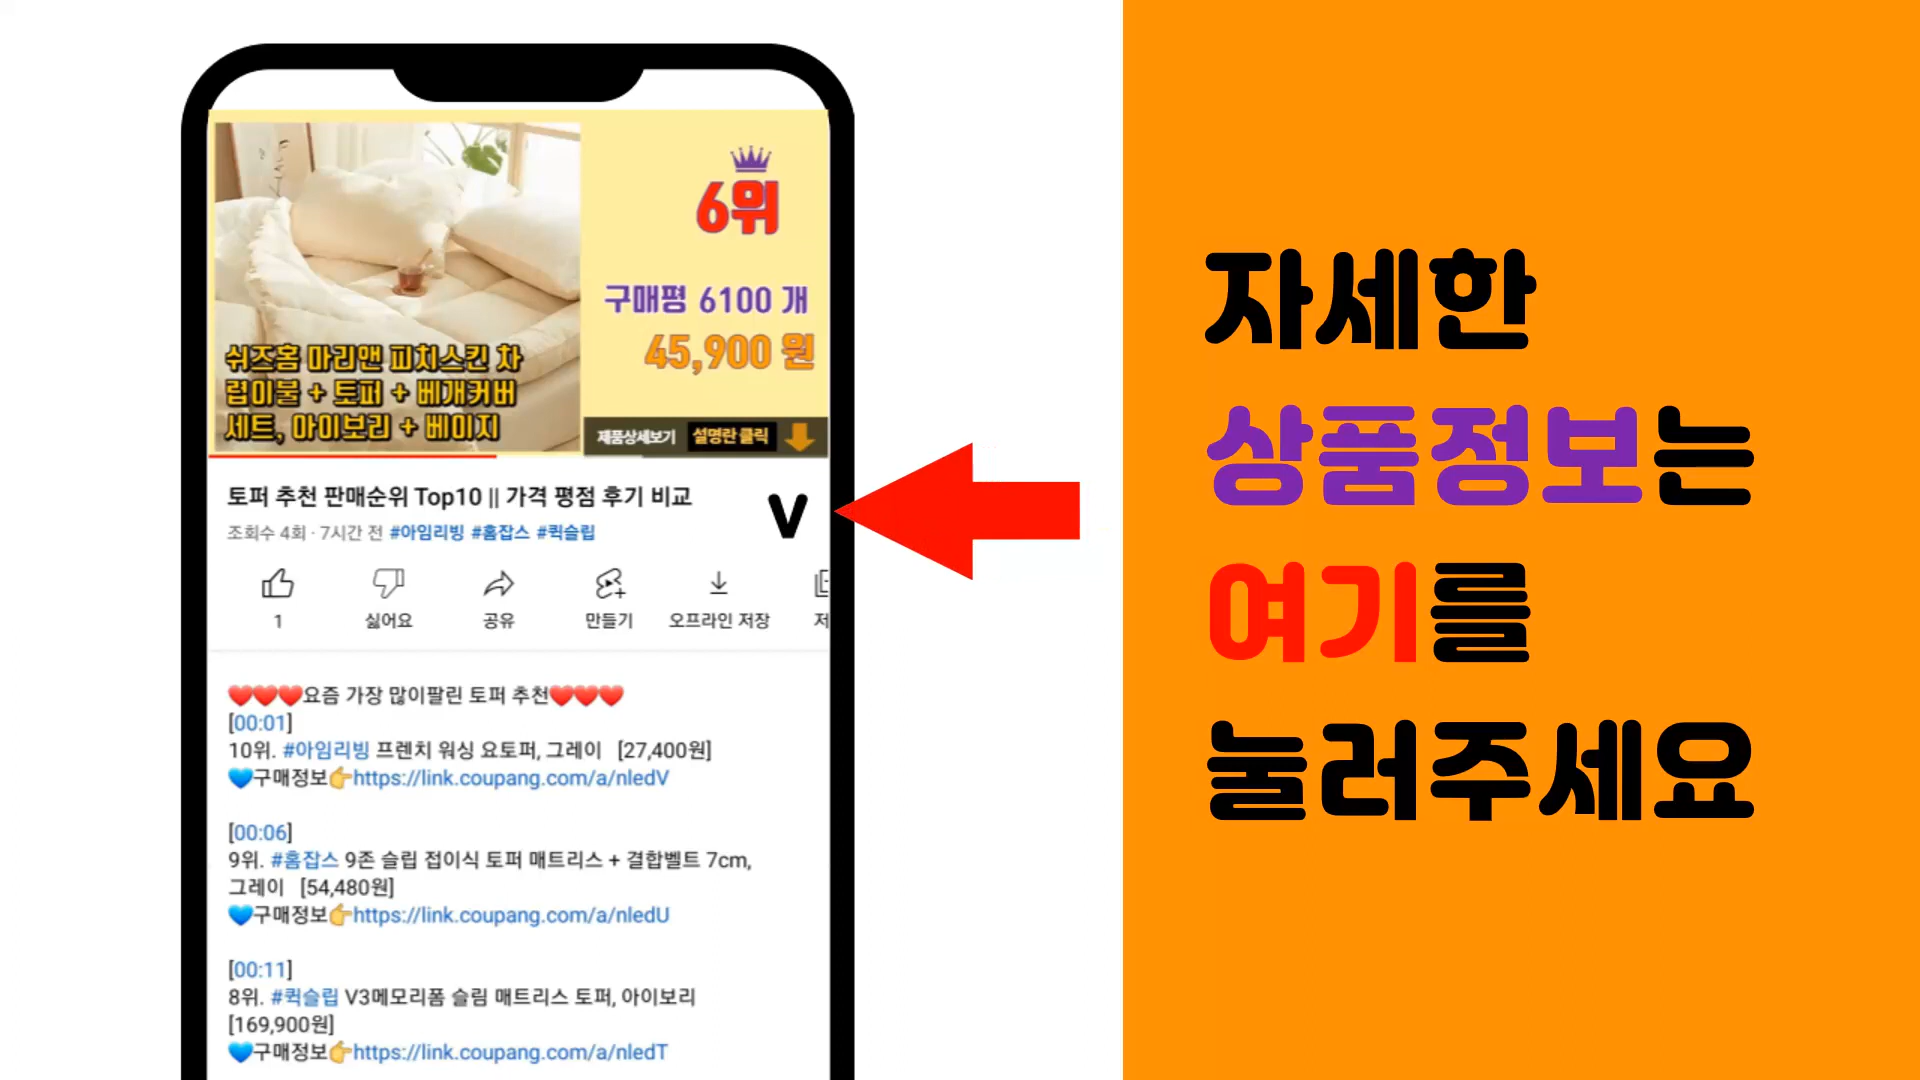 6위
구매평 6100 개
45,900 원
쉬즈홈 마리앤 피치스킨 차
렵이불 + 토퍼 + 베개커버
세트, 아이보리 + 베이지
제품상세보기 설명란 클릭
토퍼 추천 판매순위 Top10 || 가격 평점 후기 비교
V
조회수 4회 · 7시간 전 #아임리빙 #홈잡스 #퀵슬립
1 싫어요 공유 만들기 오프라인 저장 저
❤️❤️❤️요즘 가장 많이팔린 토퍼 추천❤️❤️❤️
[00:01]
10위. #아임리빙 프렌치 워싱 요토퍼, 그레이 [27,400원]
💙구매정보👉https://link.coupang.com/a/nledV
[00:06]
9위. #홈잡스 9존 슬립 접이식 토퍼 매트리스 + 결합벨트 7cm,
그레이 [54,480원]
💙구매정보👉https://link.coupang.com/a/nledU
[00:11]
8위. #퀵슬립 V3메모리폼 슬림 매트리스 토퍼, 아이보리
[169,900원]
💙구매정보👉https://link.coupang.com/a/nledT
자세한
상품정보는
여기를
눌러주세요